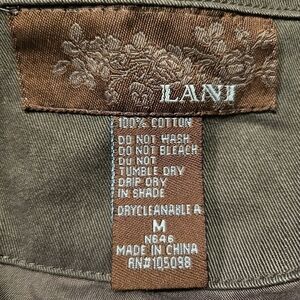 LANI
100% COTTON
DO NOT WASH
DO NOT BLEACH
DO NOT
TUMBLE DRY
DRIP DRY
IN SHADE
DRYCLEANABLE A
M
N646
MADE IN CHINA
RN#105098